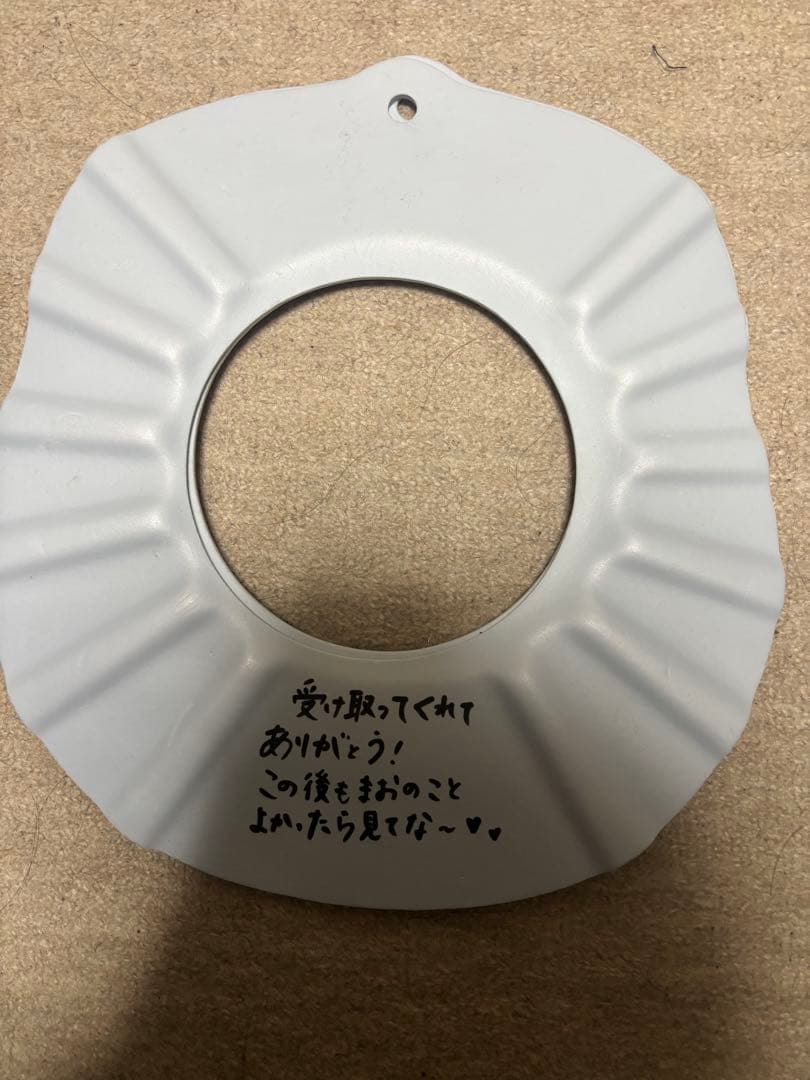 受け取ってくれて
ありがとう!
この後もまおのこと
よかったら見てな〜♥♥